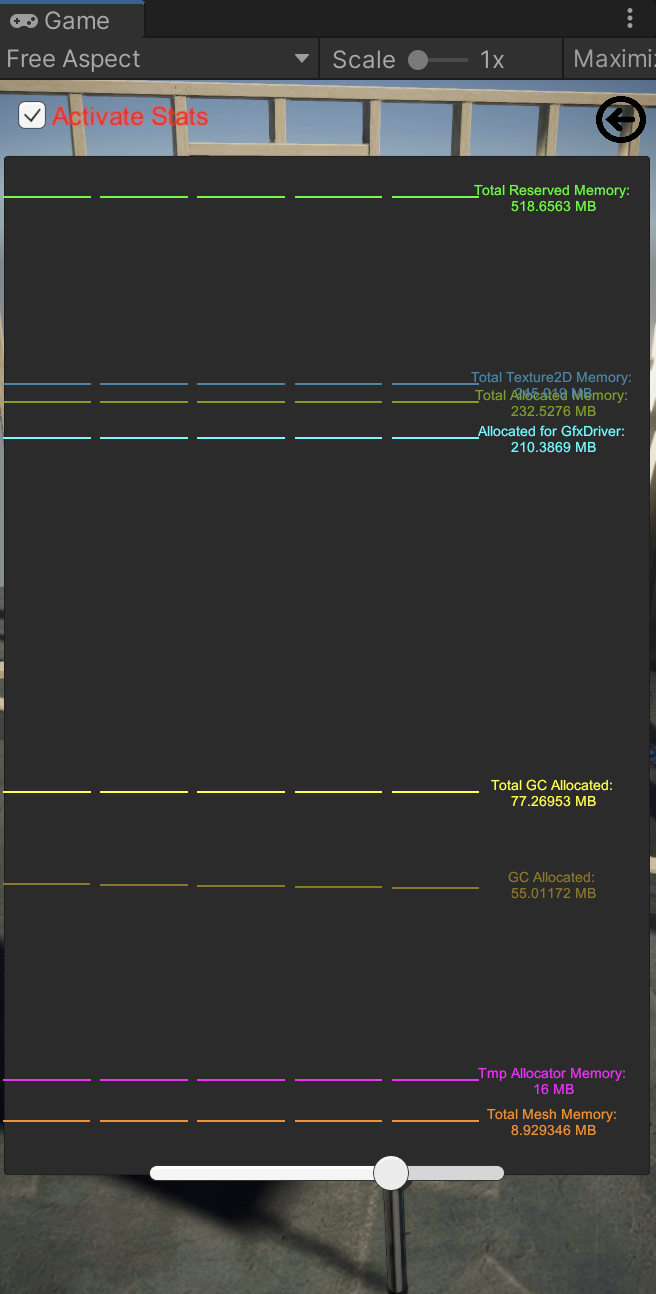 Game
Free Aspect
Scale
1x
Maximiz
Activate Stats
Total Reserved Memory:
518.6563 MB
Total Texture2D Memory:
245.019 MB
Total Allocated Memory:
232.5276 MB
Allocated for GfxDriver:
210.3869 MB
Total GC Allocated:
77.26953 MB
GC Allocated:
55.01172 MB
Tmp Allocator Memory:
16 MB
Total Mesh Memory:
8.929346 MB